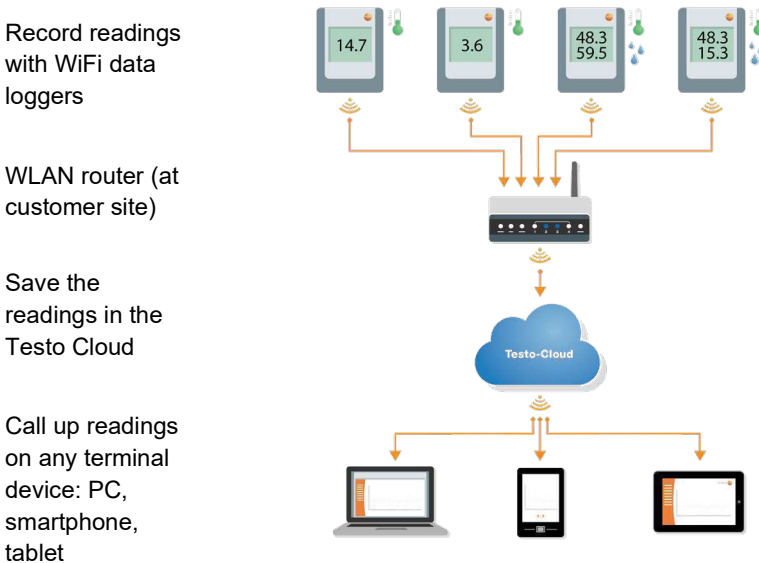 Record readings
with WiFi data
loggers
14.7
3.6
48.3
59.5
48.3
15.3
WLAN router (at
customer site)
Save the
readings in the
Testo Cloud
Testo-Cloud
Call up readings
on any terminal
device: PC,
smartphone,
tablet